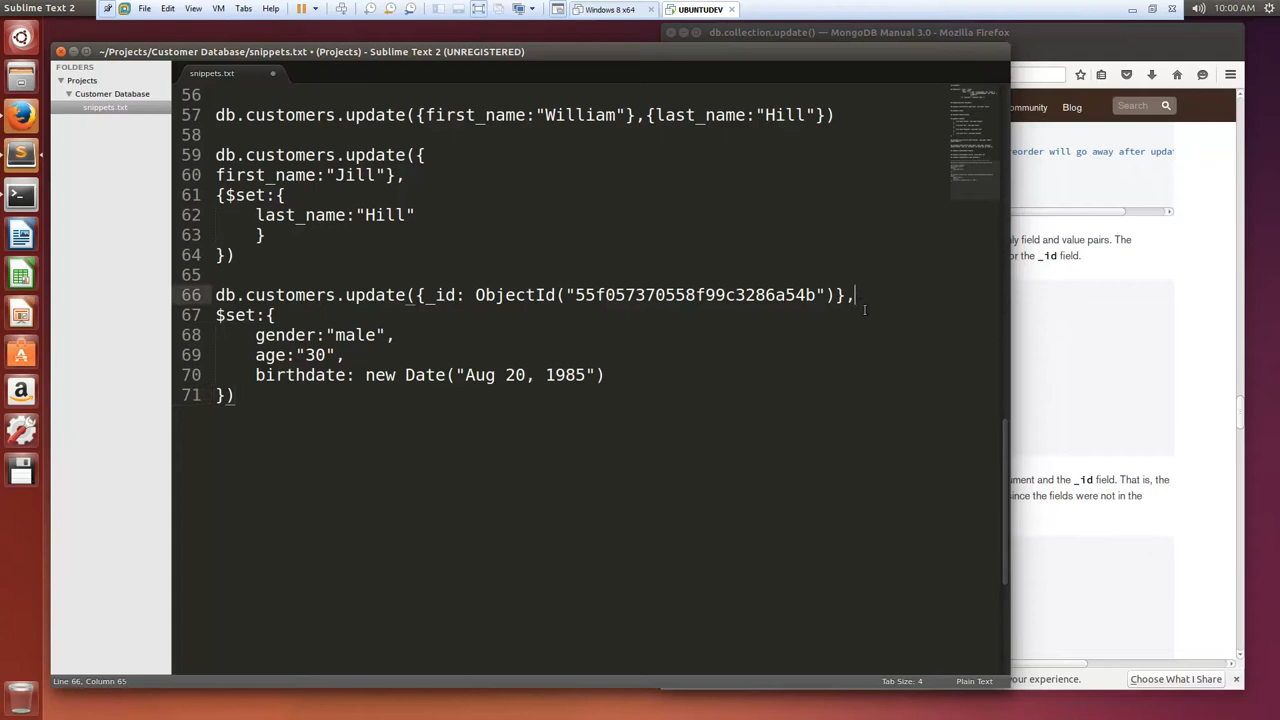 Sublime Text 2
File Edit View VM Tabs Help
Windows 8 x64
UBUNTUDEV
10:00 AM
db.collection.update() — MongoDB Manual 3.0 - Mozilla Firefox
~/Projects/Customer Database/snippets.txt • (Projects) - Sublime Text 2 (UNREGISTERED)
FOLDERS
Projects
Customer Database
snippets.txt
snippets.txt
56
57 db.customers.update({first_name:"William"},{last_name:"Hill"})
58
59 db.customers.update({
60 first_name:"Jill"},
61 {$set:{
62 last_name:"Hill"
63 }
64 })
65
66 db.customers.update({_id: ObjectId("55f057370558f99c3286a54b")},
67 $set:{
68 gender:"male",
69 age:"30",
70 birthdate: new Date("Aug 20, 1985")
71 })
ommunity Blog Search
reorder will go away after updat
ly field and value pairs. The
or the _id field.
ment and the _id field. That is, the
since the fields were not in the
our experience. Choose What I Share
Line 66, Column 65
Tab Size: 4
Plain Text